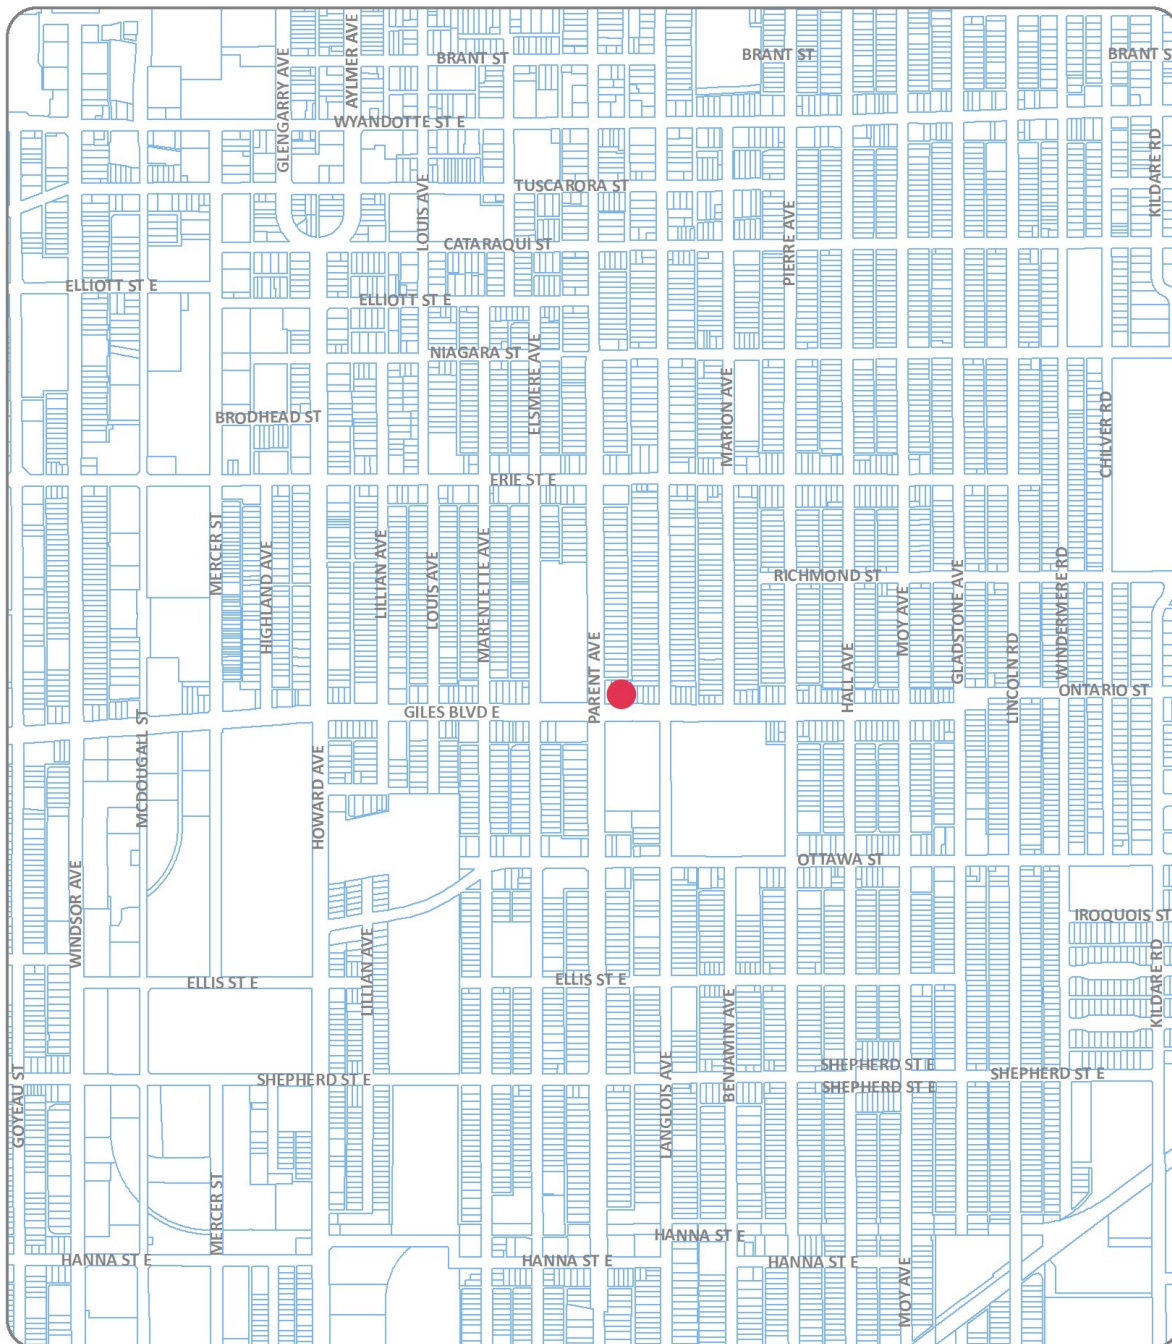 BRANT ST
BRANT ST
BRANT S
GLENGARRY AVE
AYLMER AVE
WYANDOTTE ST E
KILDARE RD
TUSCARORA ST
LOUIS AVE
PIERRE AVE
CATARAQUI ST
ELLIOTT ST E
ELLIOTT ST E
NIAGARA ST
ELSMERE AVE
MARION AVE
BRODHEAD ST
CHILVER RD
ERIE ST E
MERCER ST
HIGHLAND AVE
LILLIAN AVE
LOUIS AVE
MARENTETTE AVE
RICHMOND ST
MOY AVE
GLADSTONE AVE
WINDERMERE RD
PARENT AVE
HALL AVE
LINCOLN RD
ONTARIO ST
GILES BLVD E
MCDOUGALL ST
HOWARD AVE
OTTAWA ST
WINDSOR AVE
IROQUOIS ST
LILLIAN AVE
KILDARE RD
ELLIS ST E
ELLIS ST E
BENJAMIN AVE
SHEPHERD ST E
SHEPHERD ST E
SHEPHERD ST E
SHEPHERD ST E
GOYEAU ST
LANGLOIS AVE
MERCER ST
HANNA ST E
HANNA ST E
HANNA ST E
HANNA ST E
MOY AVE